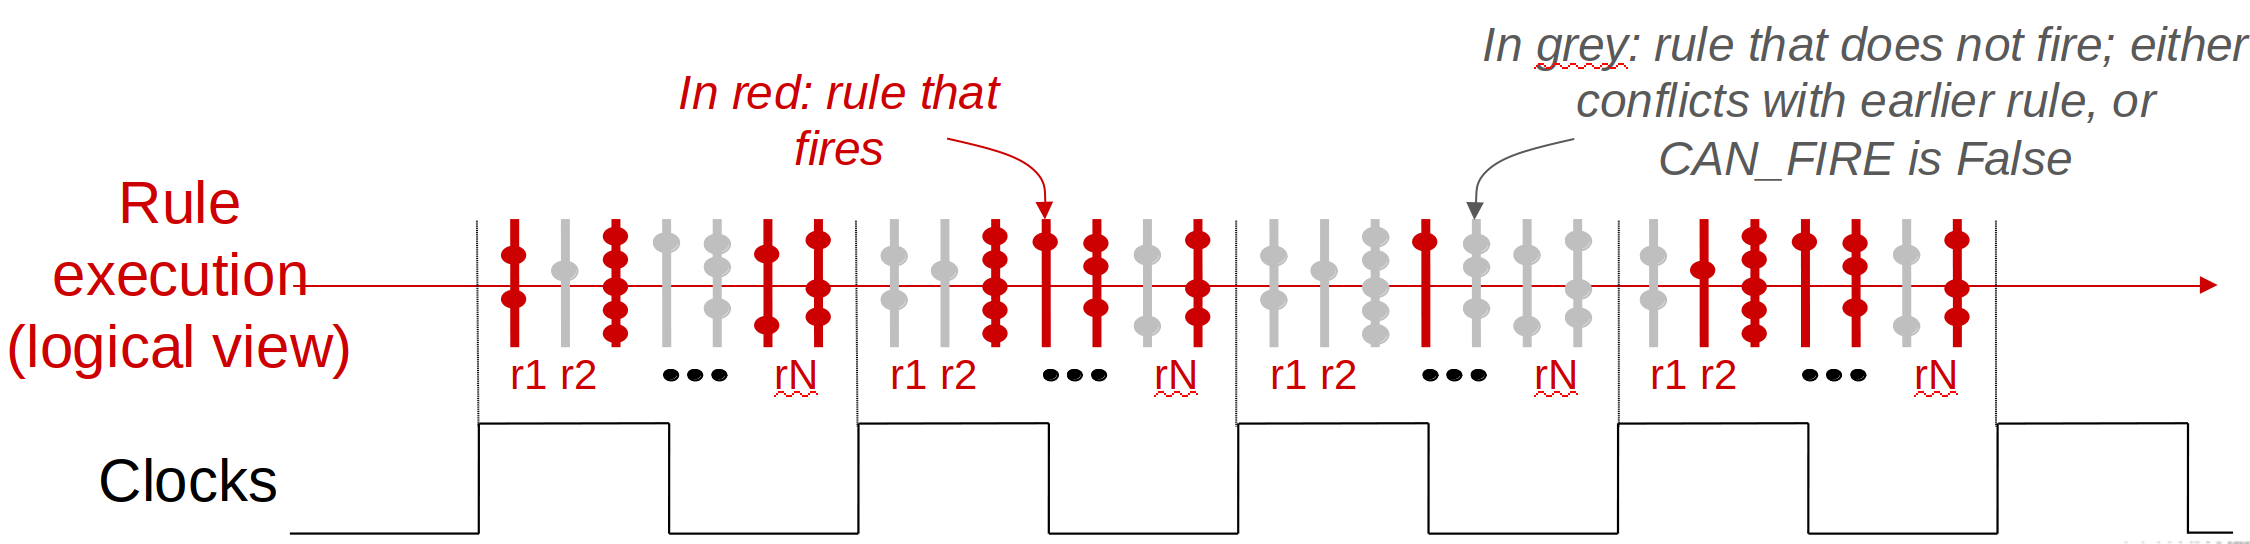 In grey: rule that does not fire; either
conflicts with earlier rule, or
CAN_FIRE is False
In red: rule that
fires
Rule
execution
(logical view)
r1 r2 ••• rN r1 r2 ••• rN r1 r2 ••• rN r1 r2 ••• rN
Clocks